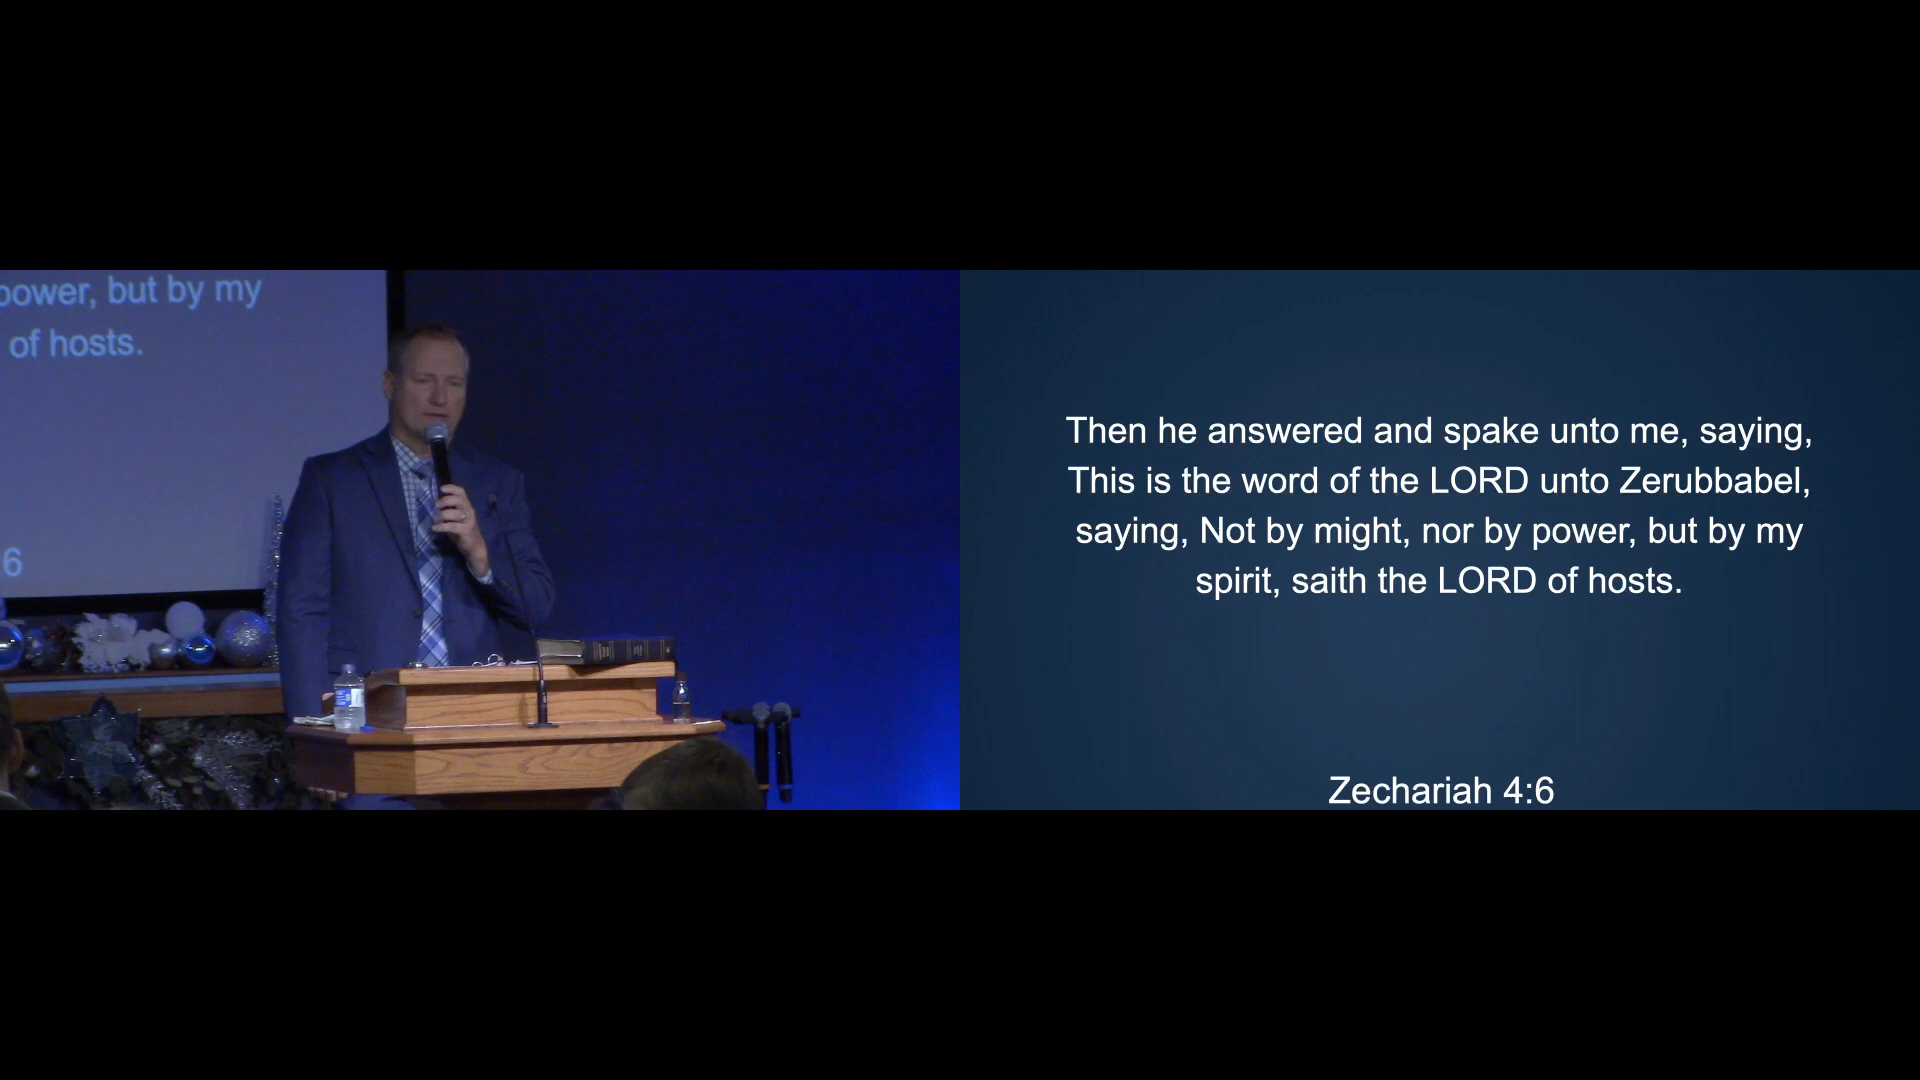 power, but by my
of hosts.
6
Then he answered and spake unto me, saying,
This is the word of the LORD unto Zerubbabel,
saying, Not by might, nor by power, but by my
spirit, saith the LORD of hosts.
Zechariah 4:6